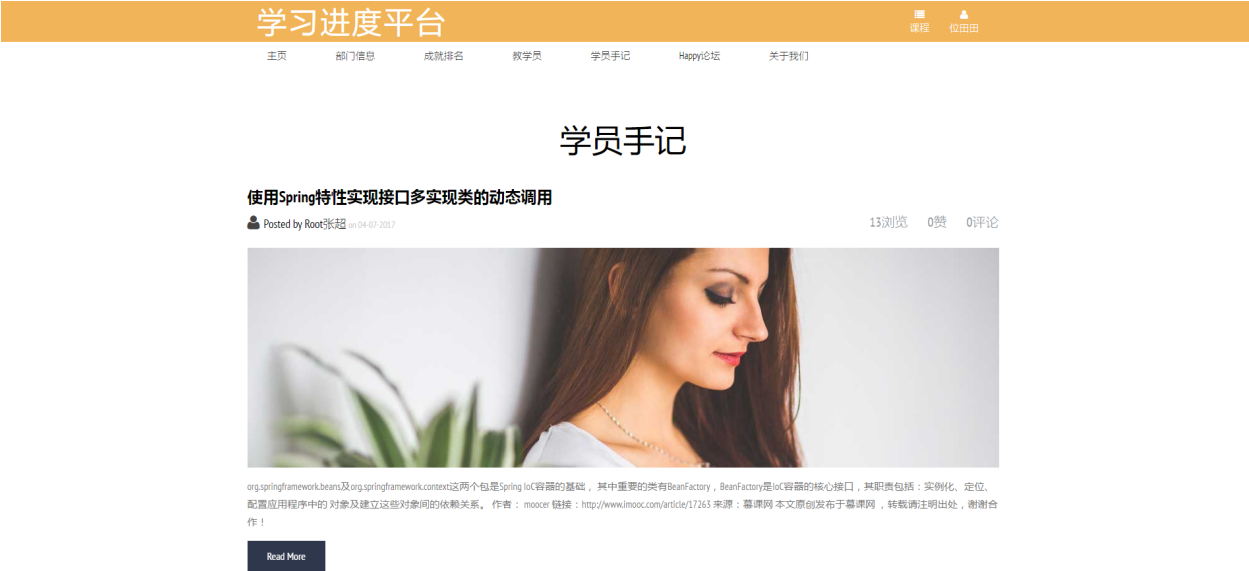 学习进度平台
课程 位田田
主页 部门信息 成就排名 教学员 学员手记 Happy论坛 关于我们
学员手记
使用Spring特性实现接口多实现类的动态调用
Posted by Root张超 on 04-07-2017 13浏览 0赞 0评论
org.springframework.beans及org.springframework.context这两个包是Spring IoC容器的基础， 其中重要的类有BeanFactory，BeanFactory是IoC容器的核心接口，其职责包括：实例化、定位、
配置应用程序中的 对象及建立这些对象间的依赖关系。 作者： moocer 链接：http://www.imooc.com/article/17263 来源：慕课网 本文原创发布于慕课网 ，转载请注明出处，谢谢合
作！
Read More